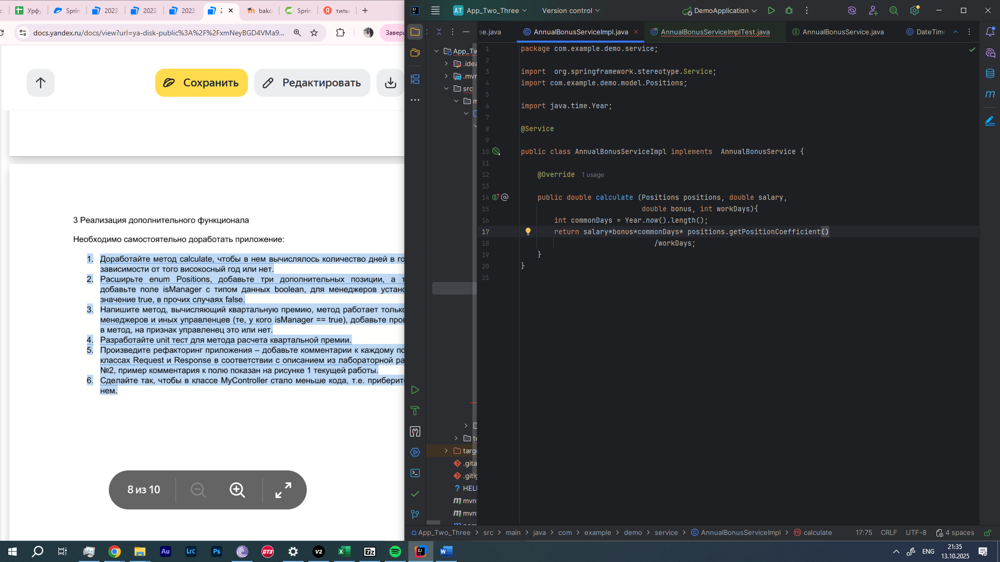 Урфу
Sprin
2023
2023
2023
2
bakc
Sprin
типы
docs.yandex.ru/docs/view?url=ya-disk-public%3A%2F%2FxmNeyBGD4VMa9...
Сохранить
Редактировать
3 Реализация дополнительного функционала
Необходимо самостоятельно доработать приложение:
1. Доработайте метод calculate, чтобы в нем вычислялось количество дней в го
зависимости от того високосный год или нет.
2. Расширьте enum Positions, добавьте три дополнительных позиции, а т
добавьте поле isManager с типом данных boolean, для менеджеров устано
значение true, в прочих случаях false.
3. Напишите метод, вычисляющий квартальную премию, метод работает только
менеджеров и иных управленцев (те, у кого isManager == true), добавьте про
в метод, на признак управленец это или нет.
4. Разработайте unit тест для метода расчета квартальной премии.
5. Произведите рефакторинг приложения – добавьте комментарии к каждому по
классах Request и Response в соответствии с описанием из лабораторной ра
№2, пример комментария к полю показан на рисунке 1 текущей работы.
6. Сделайте так, чтобы в классе MyController стало меньше кода, т.е. приберит
нем.
8 из 10
AT App_Two_Three
Version control
DemoApplication
se.java
AnnualBonusServiceImpl.java
AnnualBonusServiceImplTest.java
AnnualBonusService.java
DateTim
App_Tw
.idea
.mvn
src
m
te
targe
.gita
.gitig
HELP
mvn
mvn
1 package com.example.demo.service;
2
3 import  org.springframework.stereotype.Service;
4 import com.example.demo.model.Positions;
5
6 import java.time.Year;
7
8 @Service
9
10 public class AnnualBonusServiceImpl implements  AnnualBonusService {
11
12 @Override 1 usage
13
14 public double calculate (Positions positions, double salary,
15 double bonus, int workDays){
16 int commonDays = Year.now().length();
17 return salary*bonus*commonDays* positions.getPositionCoefficient()
18 /workDays;
19 }
20 }
21
App_Two_Three > src > main > java > com > example > demo > service > AnnualBonusServiceImpl > calculate
17:75 CRLF UTF-8 4 spaces
Au Lrc Ps GT3 V2 7z
ENG
21:35
13.10.2025